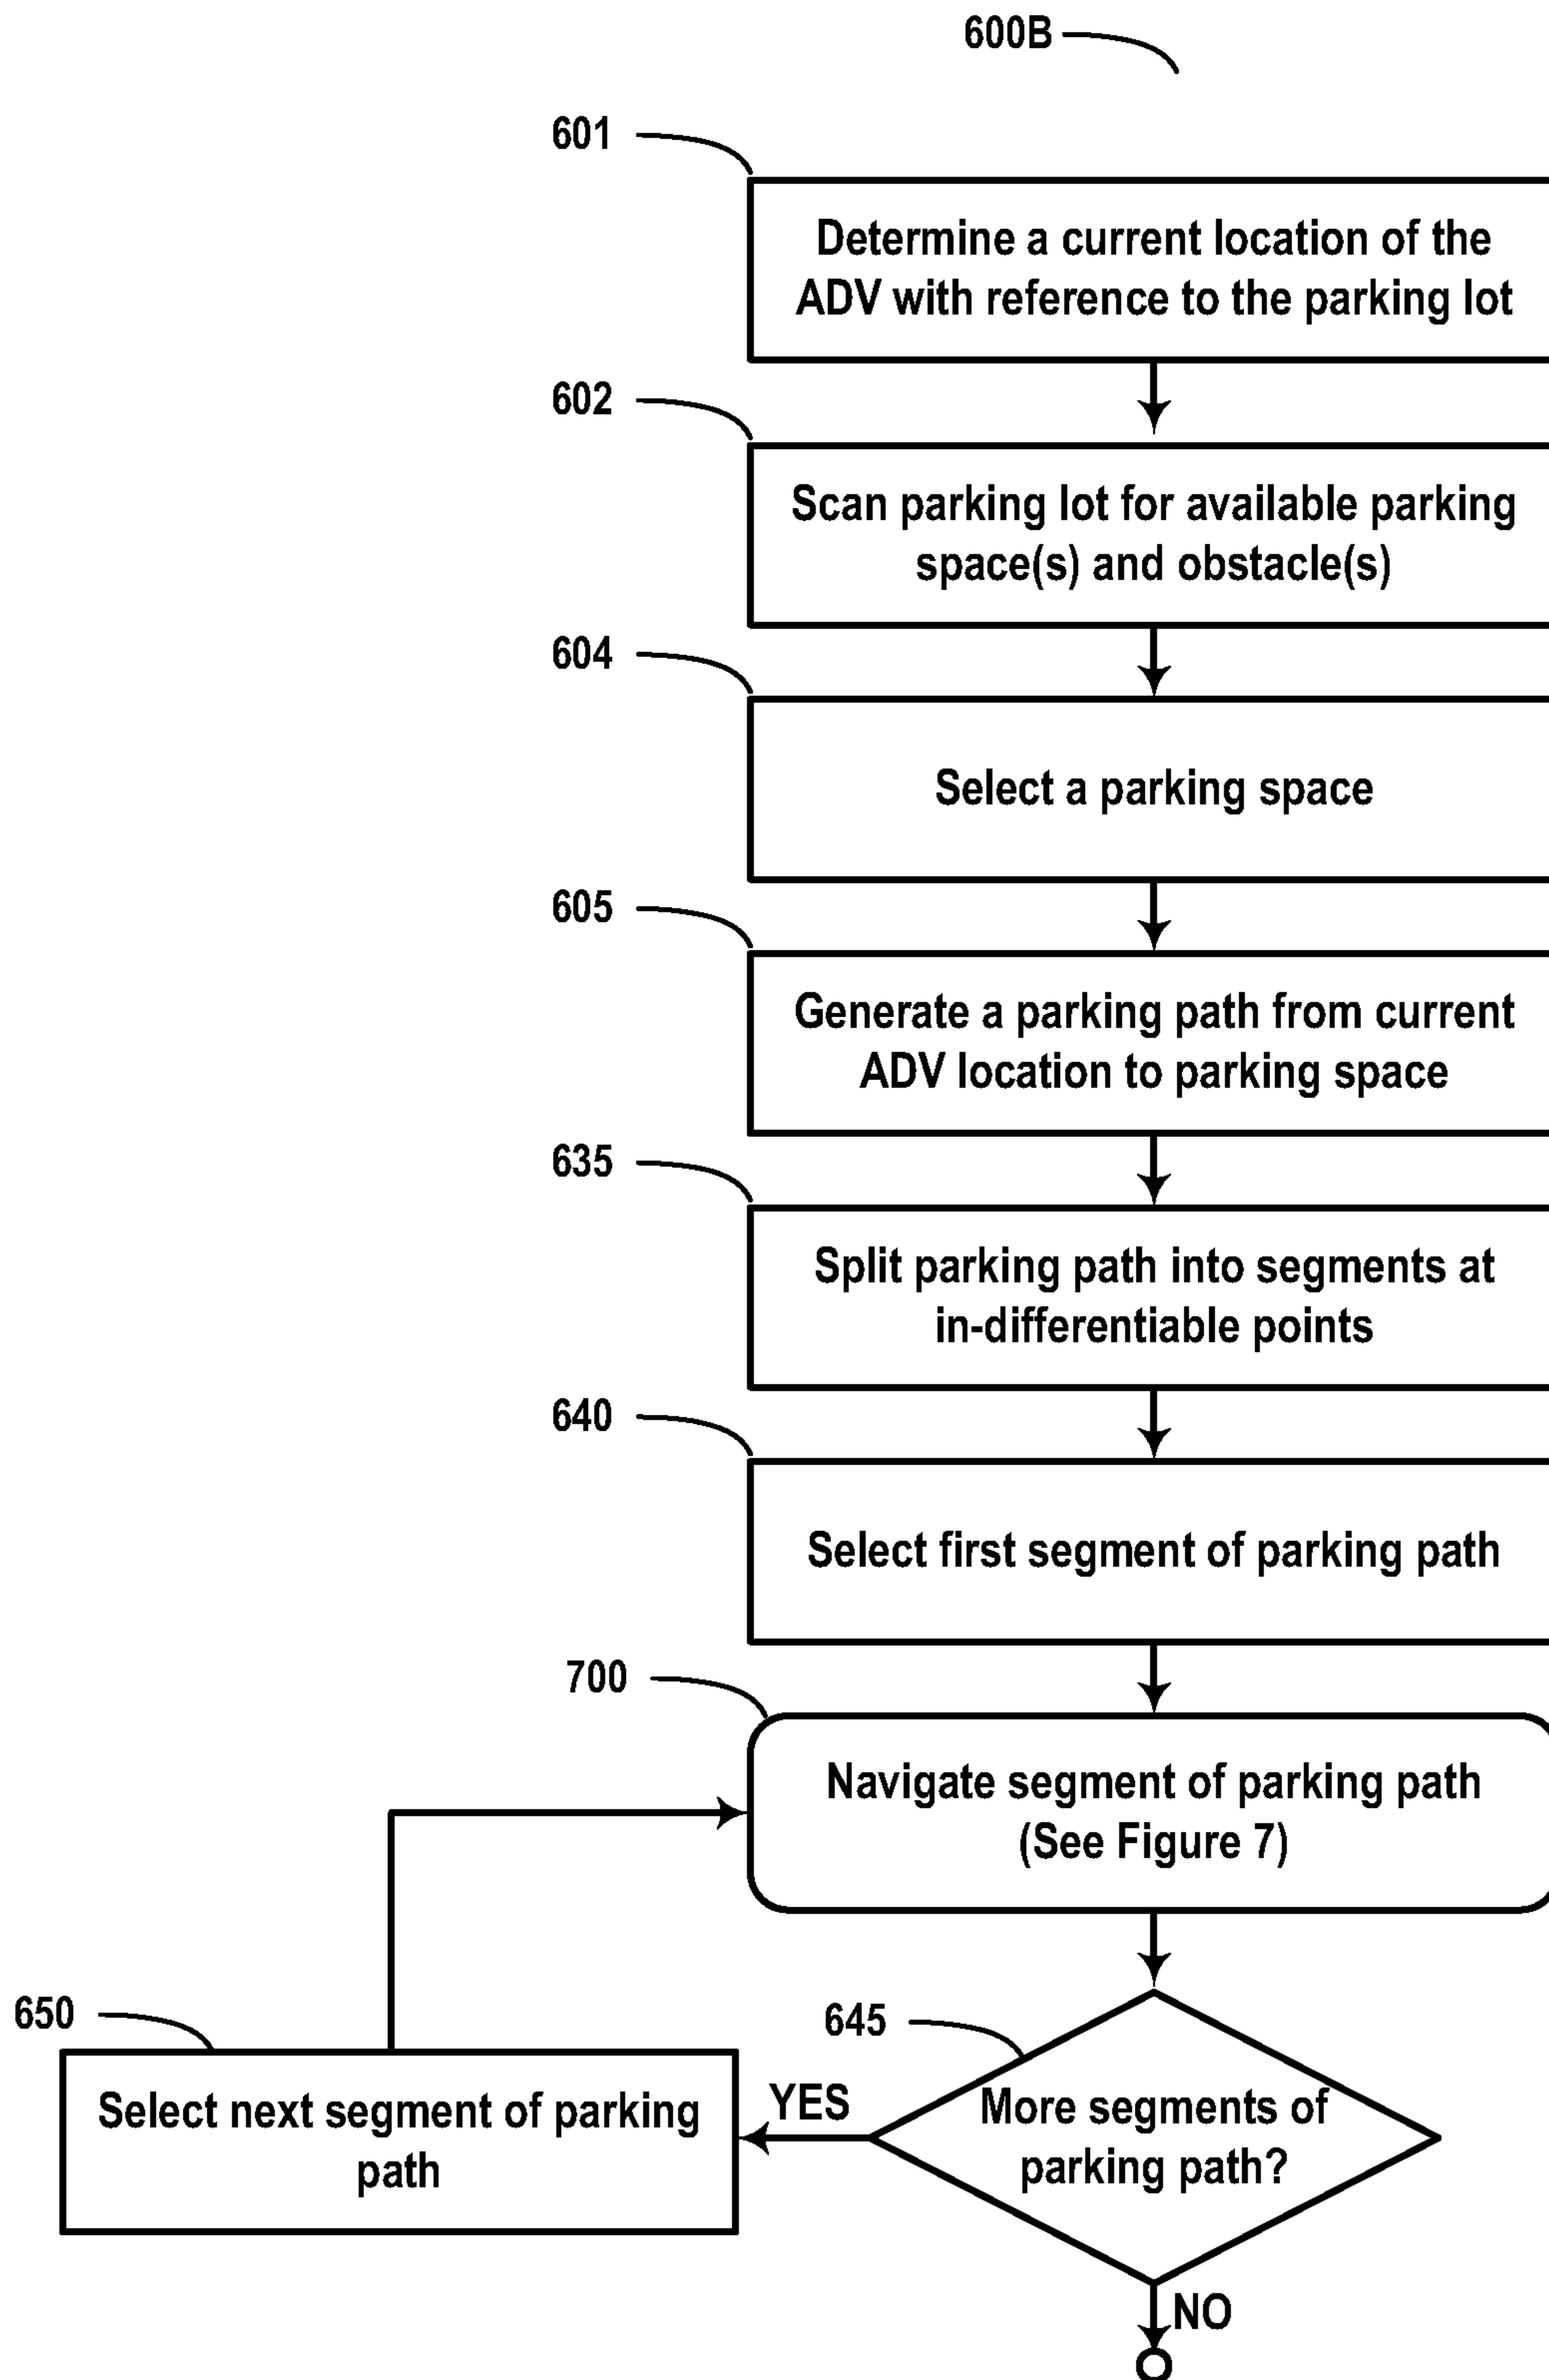 600B
601
Determine a current location of the
ADV with reference to the parking lot
602
Scan parking lot for available parking
space(s) and obstacle(s)
604
Select a parking space
605
Generate a parking path from current
ADV location to parking space
635
Split parking path into segments at
in-differentiable points
640
Select first segment of parking path
700
Navigate segment of parking path
(See Figure 7)
650
Select next segment of parking
path
YES
645
More segments of
parking path?
NO